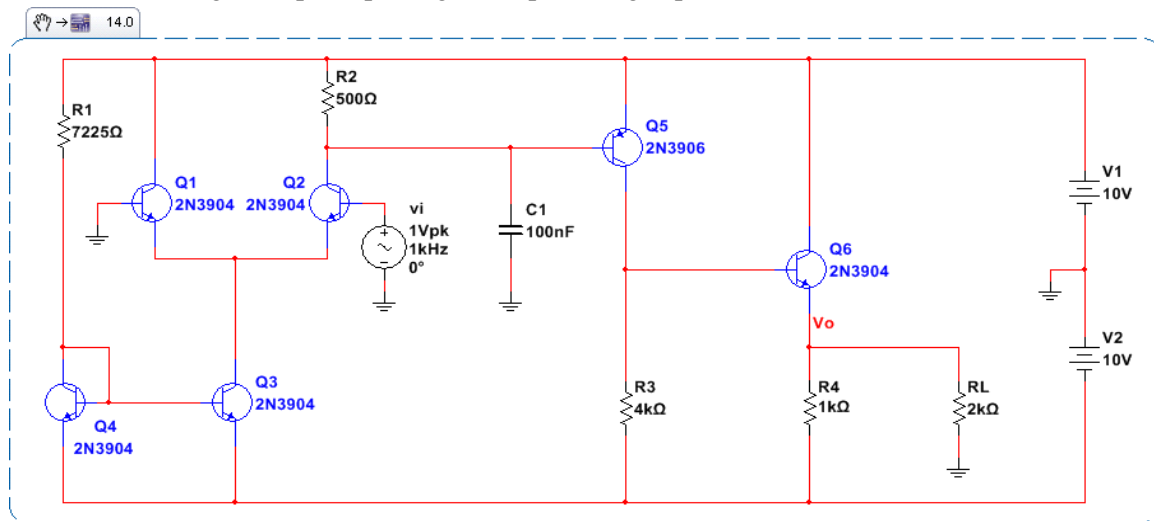 14.0
R1
7225Ω
R2
500Ω
Q1
2N3904
Q2
2N3904
vi
1Vpk
1kHz
0°
C1
100nF
Q5
2N3906
Q6
2N3904
Vo
V1
10V
V2
10V
Q3
2N3904
Q4
2N3904
R3
4kΩ
R4
1kΩ
RL
2kΩ